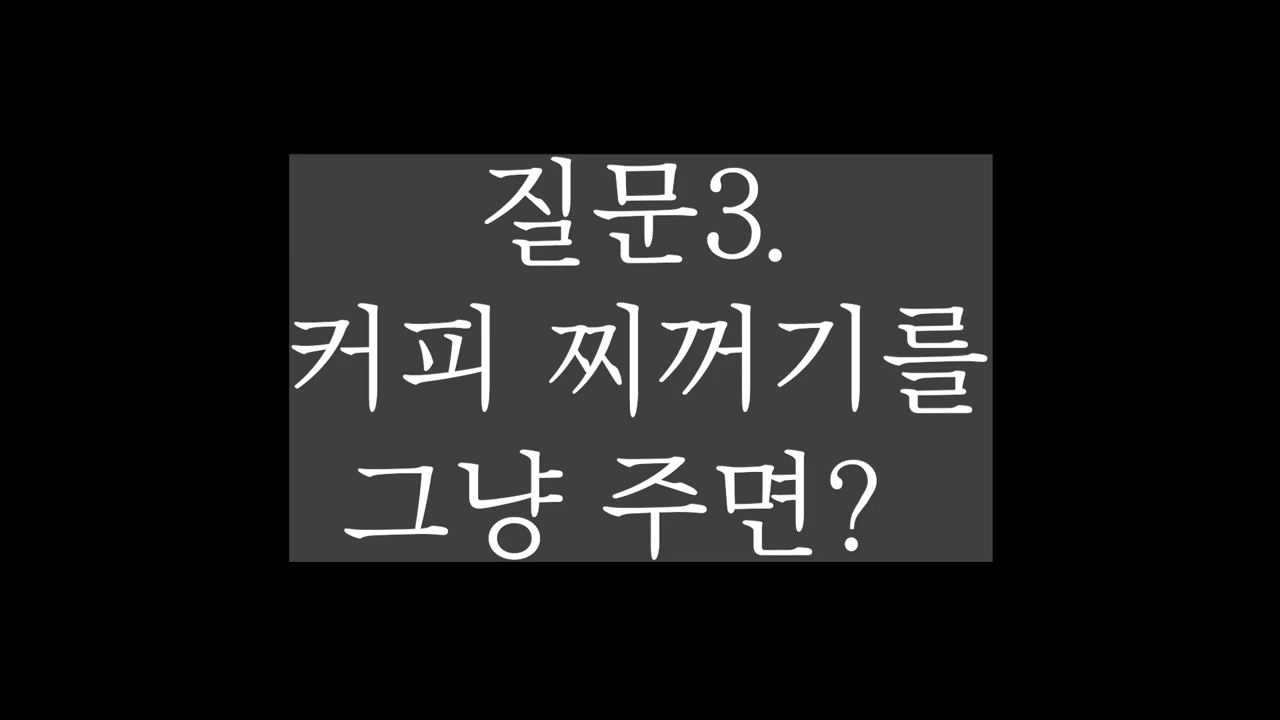 질문3.
커피 찌꺼기를
그냥 주면?